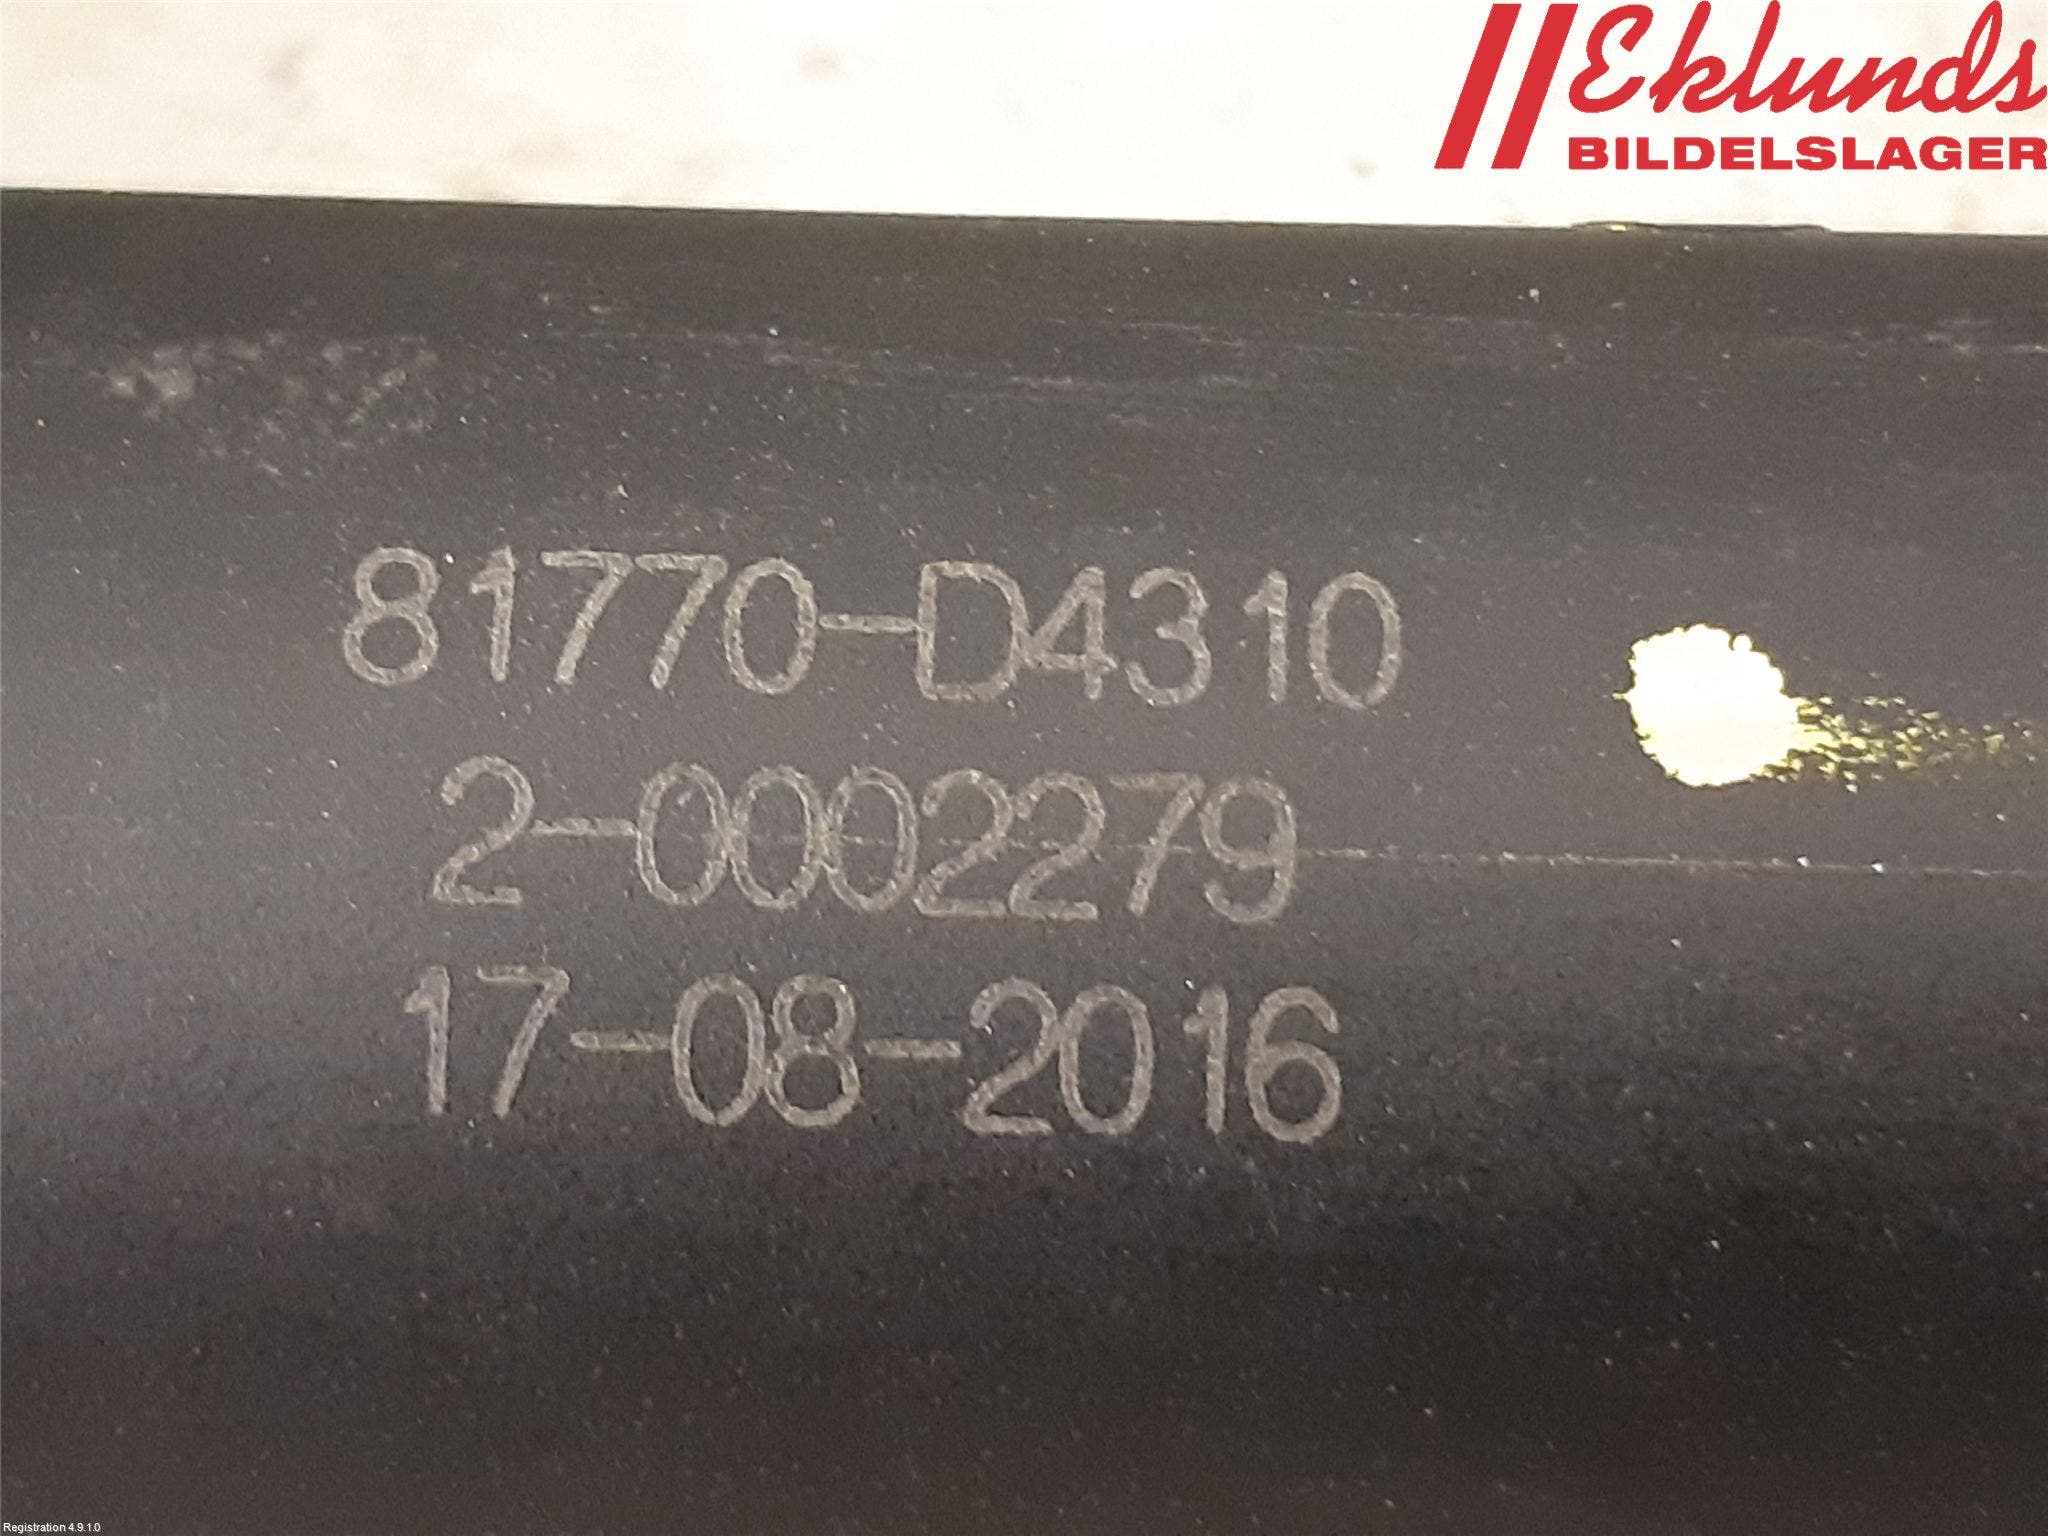 Eklunds
BILDELSLAGER
81770-D4310
2-0002279
17-08-2016
Registration 4.9.1.0